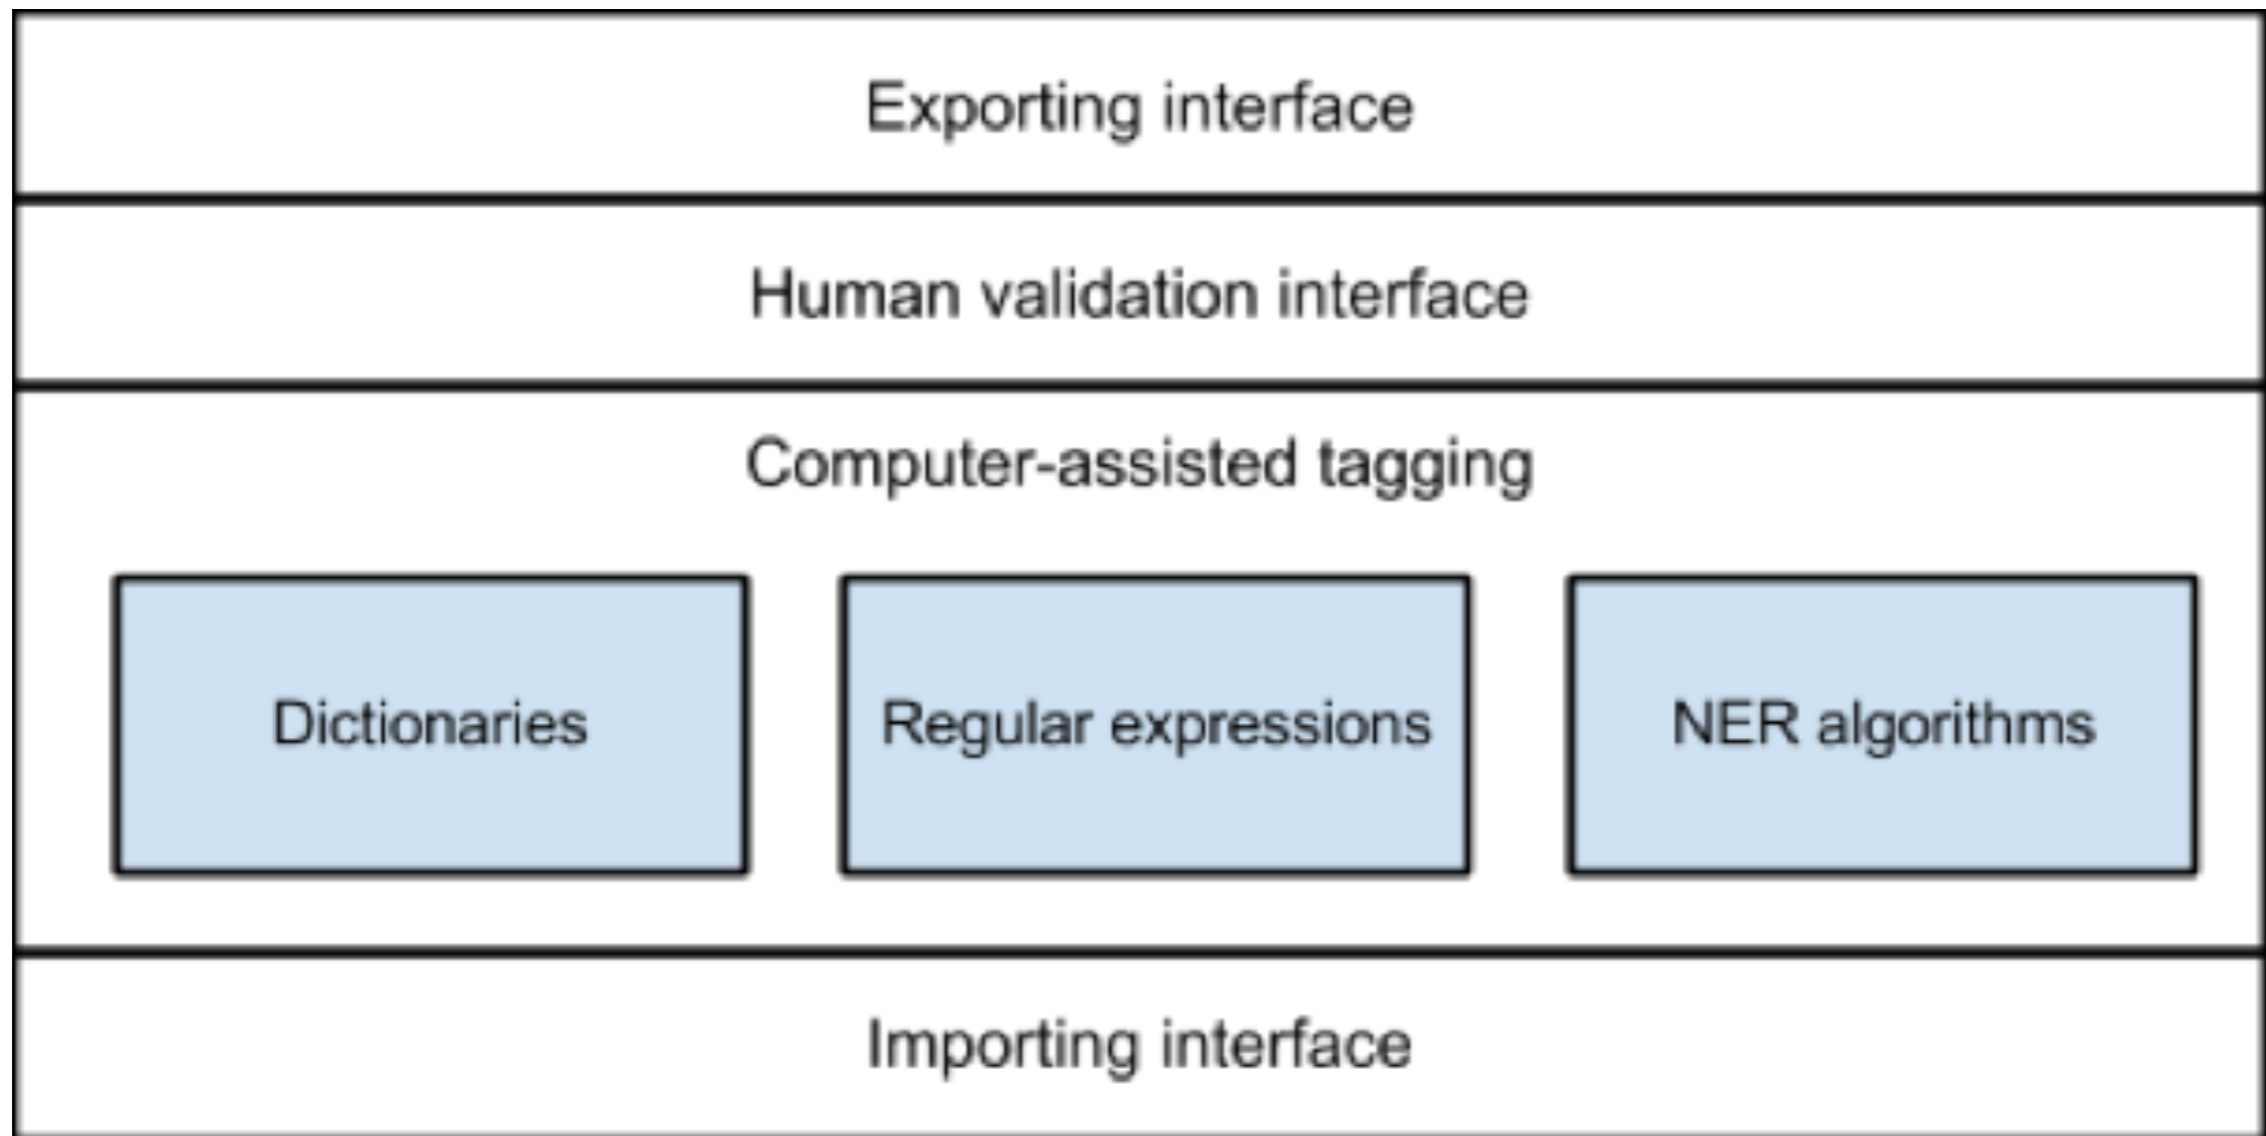 Exporting interface
Human validation interface
Computer-assisted tagging
Dictionaries
Regular expressions
NER algorithms
Importing interface